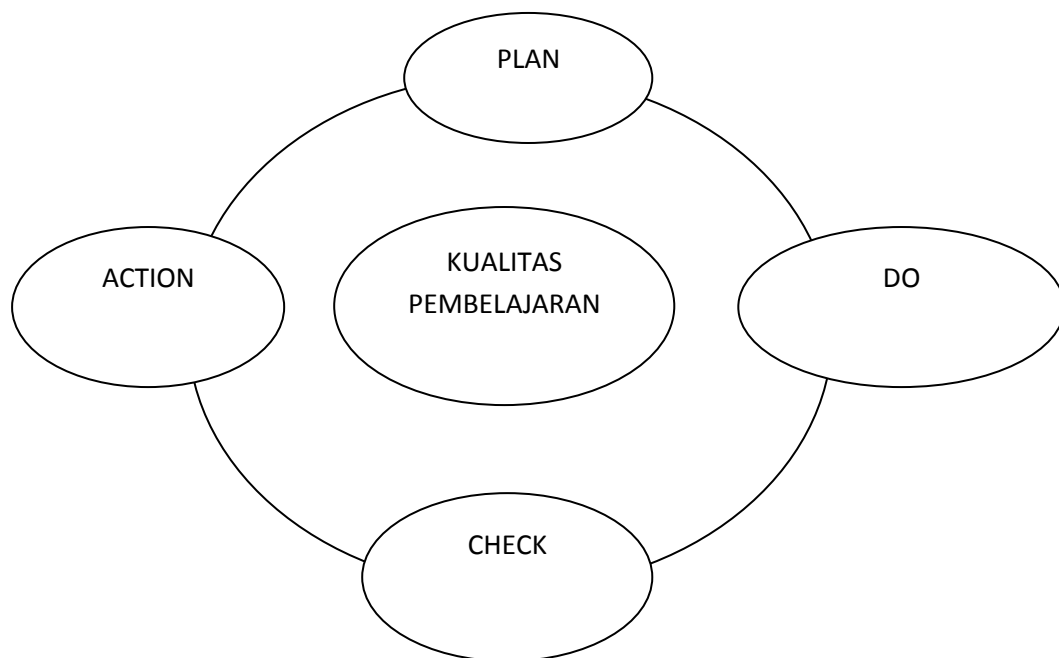 PLAN
ACTION
KUALITAS
PEMBELAJARAN
DO
CHECK